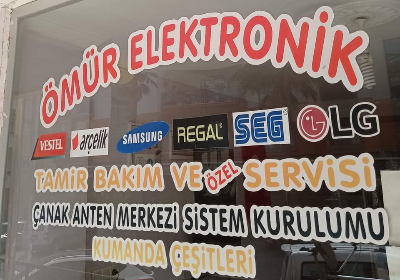 ÖMÜR ELEKTRONİK
VESTEL arçelik SAMSUNG REGAL SEG LG
TAMİR BAKIM VE ÖZEL SERVİSİ
ÇANAK ANTEN MERKEZİ SİSTEM KURULUMU
KUMANDA ÇEŞİTLERİ